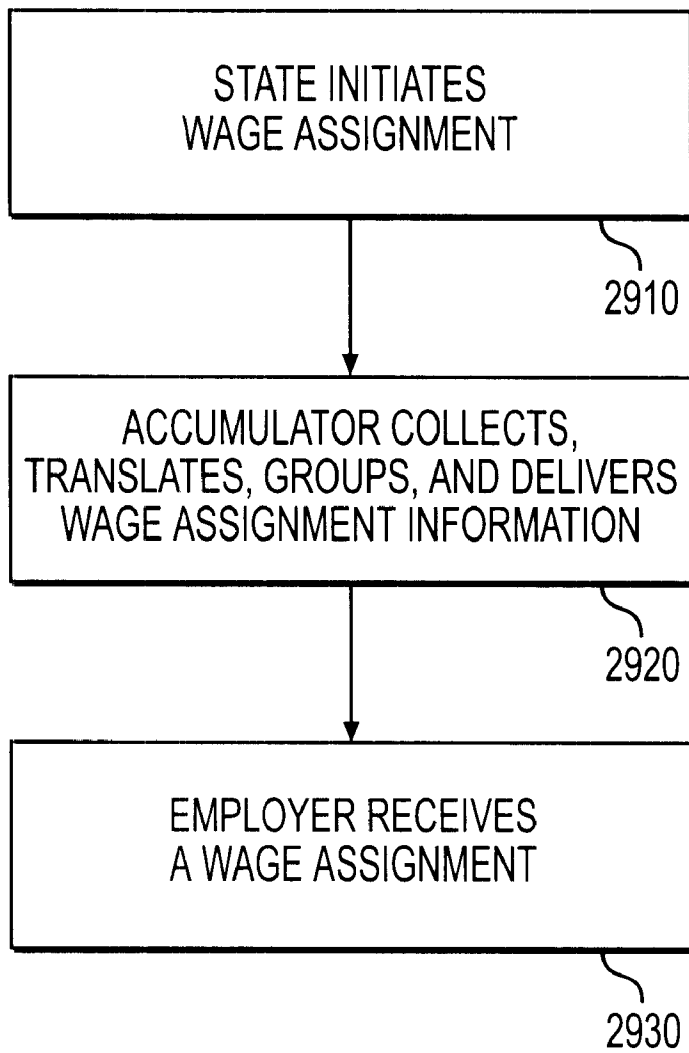 STATE INITIATES
WAGE ASSIGNMENT
2910
ACCUMULATOR COLLECTS,
TRANSLATES, GROUPS, AND DELIVERS
WAGE ASSIGNMENT INFORMATION
2920
EMPLOYER RECEIVES
A WAGE ASSIGNMENT
2930